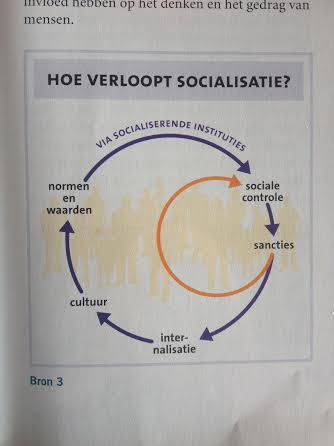 invloed hebben op het denken en het gedrag van
mensen.
HOE VERLOOPT SOCIALISATIE?
VIA SOCIALISERENDE INSTITUTIES
normen
en
waarden
sociale
controle
sancties
cultuur
inter-
nalisatie
Bron 3